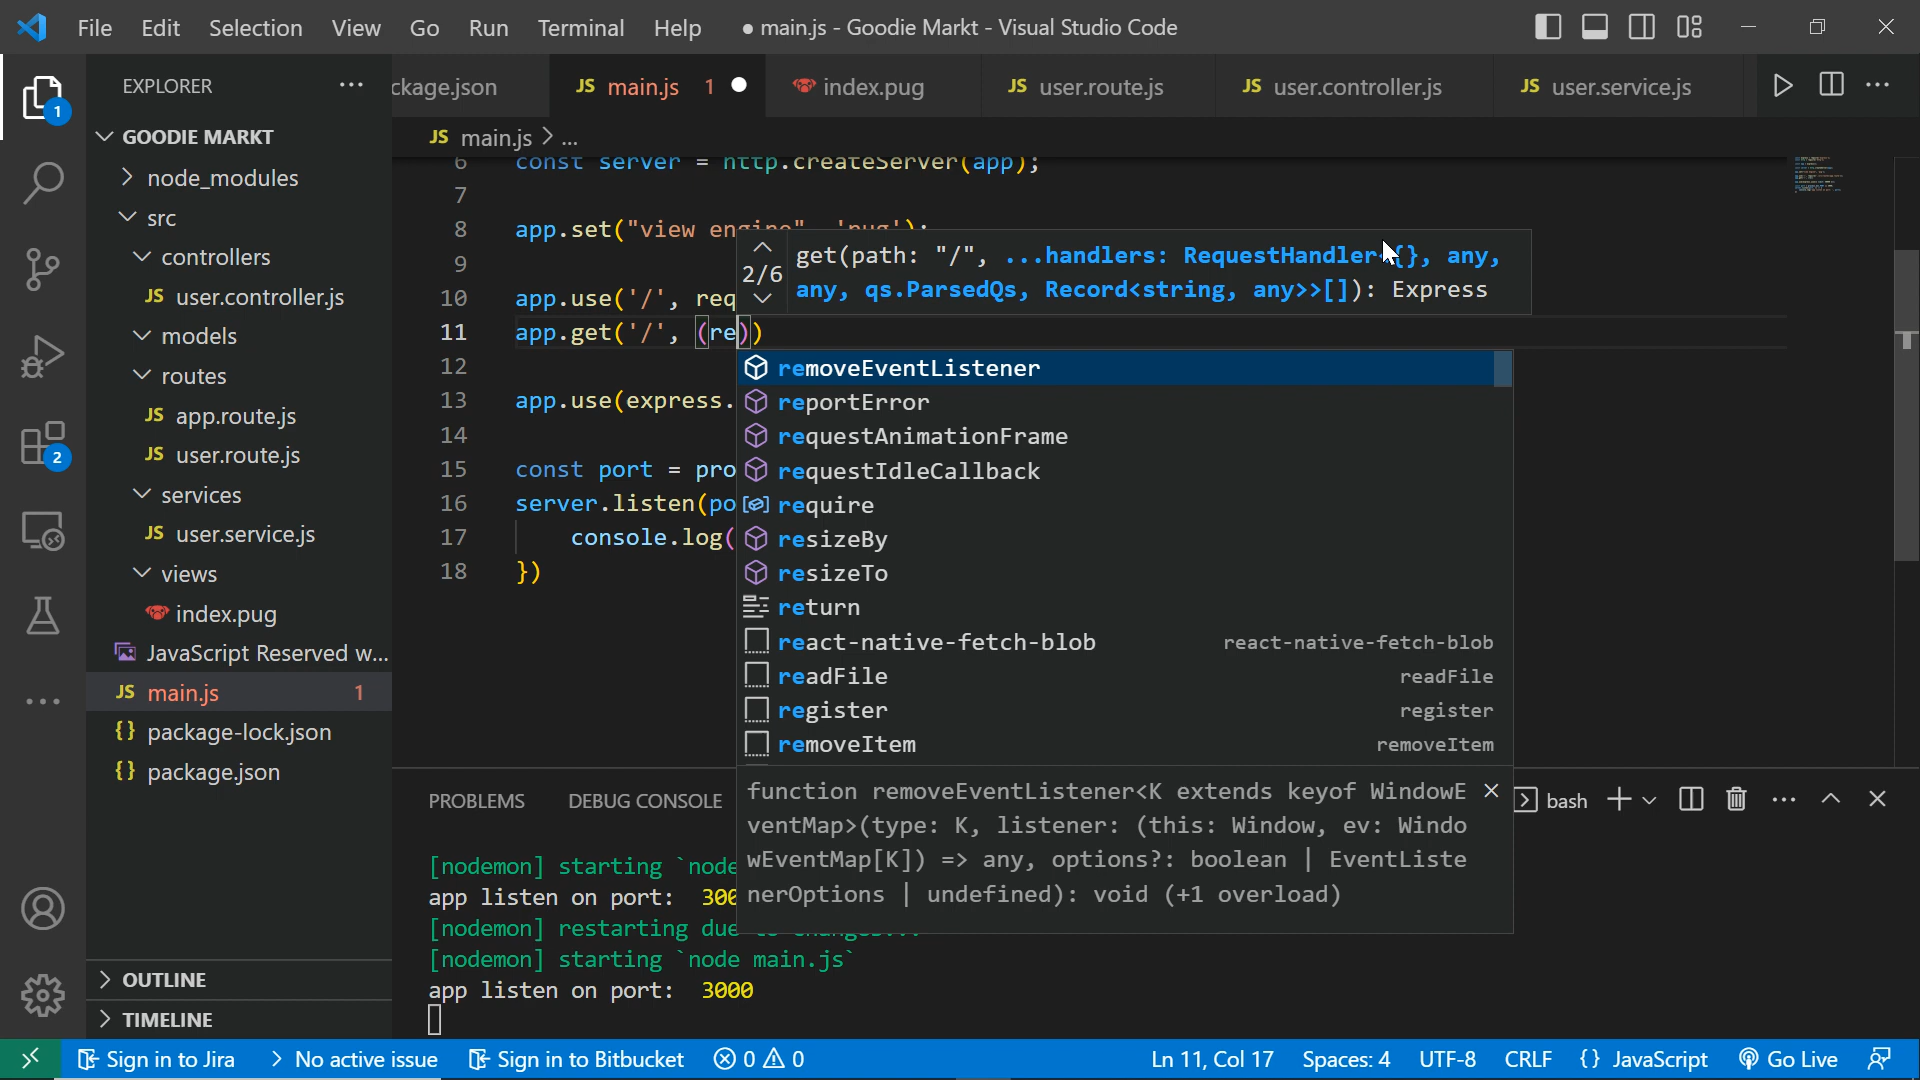 File Edit Selection View Go Run Terminal Help ● main.js - Goodie Markt - Visual Studio Code
EXPLORER ···
ckage.json JS main.js 1 ● index.pug JS user.route.js JS user.controller.js JS user.service.js
1
GOODIE MARKT
JS main.js > ...
node_modules
src
controllers
JS user.controller.js
models
routes
JS app.route.js
JS user.route.js
services
JS user.service.js
views
index.pug
JavaScript Reserved w...
JS main.js 1
{} package-lock.json
{} package.json
2
OUTLINE
TIMELINE
6 const server = http.createServer(app);
7
8 app.set("view engine", 'pug');
9
10 app.use('/', req
11 app.get('/', (re))
12
13 app.use(express.
14
15 const port = pro
16 server.listen(po
17 console.log(
18 })
2/6
get(path: "/", ...handlers: RequestHandler<{}, any,
any, qs.ParsedQs, Record<string, any>>[]): Express
removeEventListener
reportError
requestAnimationFrame
requestIdleCallback
require
resizeBy
resizeTo
return
react-native-fetch-blob react-native-fetch-blob
readFile readFile
register register
removeItem removeItem
function removeEventListener<K extends keyof WindowE
ventMap>(type: K, listener: (this: Window, ev: Windo
wEventMap[K]) => any, options?: boolean | EventListe
nerOptions | undefined): void (+1 overload)
PROBLEMS DEBUG CONSOLE bash
[nodemon] starting `node
app listen on port: 300
[nodemon] restarting due to changes...
[nodemon] starting `node main.js`
app listen on port: 3000
Sign in to Jira > No active issue Sign in to Bitbucket 0 0 Ln 11, Col 17 Spaces: 4 UTF-8 CRLF {} JavaScript Go Live